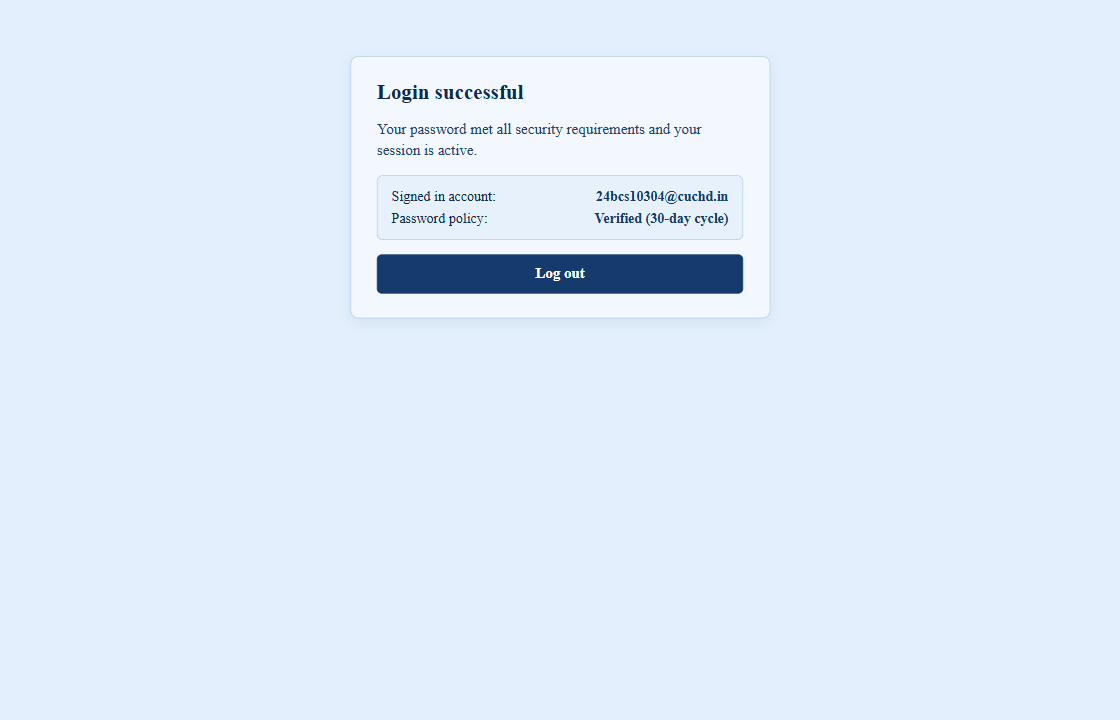 Login successful
Your password met all security requirements and your
session is active.
Signed in account: 24bcs10304@cuchd.in
Password policy: Verified (30-day cycle)
Log out